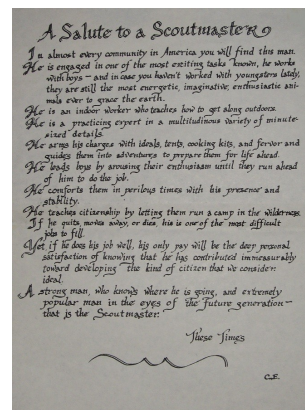 A Salute to a Scoutmaster
In almost every community in America you will find this man.
He is engaged in one of the most exciting tasks known, he works
with boys - and in case you haven't worked with youngsters lately,
they are still the most energetic, imaginative, enthusiastic ani-
mals ever to grace the earth.
He is an indoor worker who teaches how to get along outdoors.
He is a practicing expert in a multitudinous variety of minute-
sized details.
He arms his charges with ideals, tents, cooking kits, and fervor and
guides them into adventures to prepare them for life ahead.
He leads boys by arousing their enthusiasm until they run ahead
of him to do the job.
He comforts them in perilous times with his presence and
stability.
He teaches citizenship by letting them run a camp in the wilderness.
If he quits, moves away, or dies, his is one of the most difficult
jobs to fill.
Yet if he does his job well, his only pay will be the deep personal
satisfaction of knowing that he has contributed immeasurably
toward developing the kind of citizen that we consider
ideal.
A strong man, who knows where he is going, and extremely
popular man in the eyes of the future generation -
that is the Scoutmaster.
These Times
C.E.